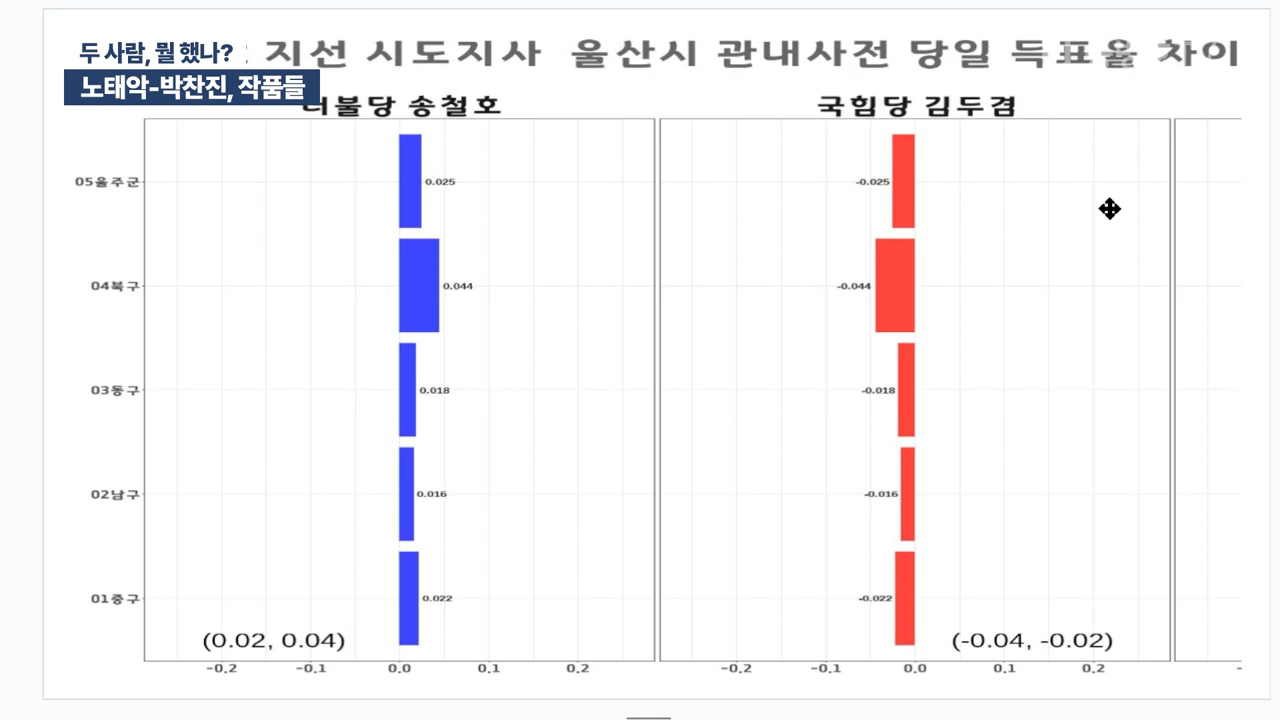 두 사람, 뭘 했나?
노태악-박찬진, 작품들
지선 시도지사 울산시 관내사전 당일 득표율 차이
더불당 송철호
국힘당 김두겸
05울주군
0.025
-0.025
04북구
0.044
-0.044
03동구
0.018
-0.018
02남구
0.016
-0.016
01중구
0.022
-0.022
(0.02, 0.04)
(-0.04, -0.02)
-0.2 -0.1 0.0 0.1 0.2
-0.2 -0.1 0.0 0.1 0.2